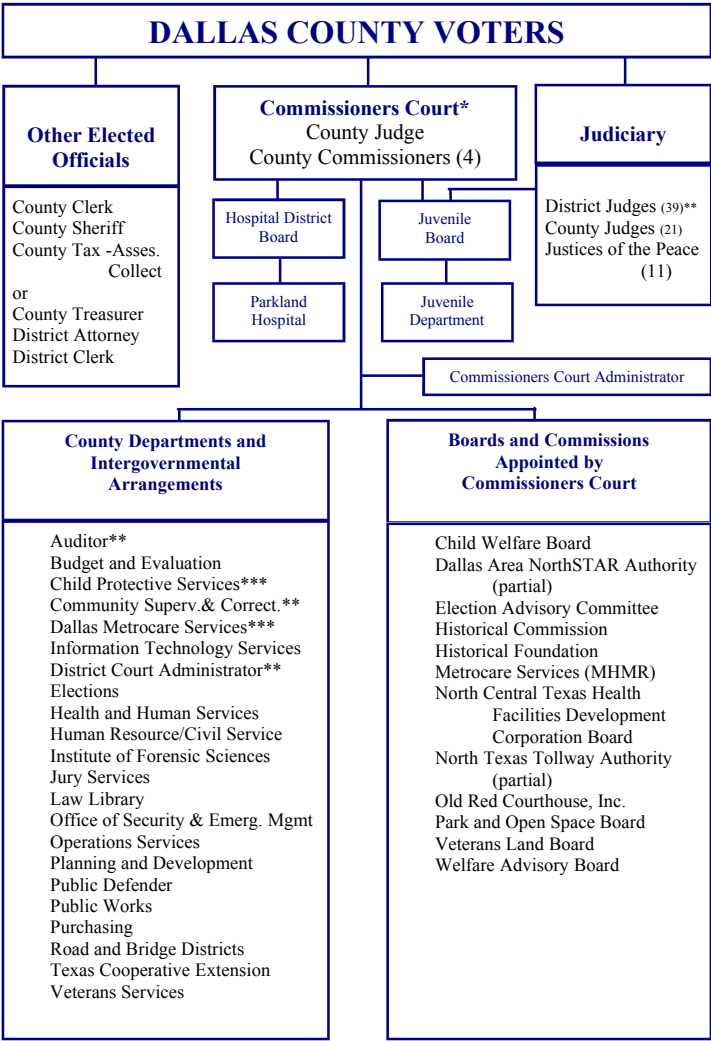 DALLAS COUNTY VOTERS
Other Elected
Officials
County Clerk
County Sheriff
County Tax -Asses.
Collect
or
County Treasurer
District Attorney
District Clerk
Commissioners Court*
County Judge
County Commissioners (4)
Hospital District
Board
Parkland
Hospital
Juvenile
Board
Juvenile
Department
Judiciary
District Judges (39)**
County Judges (21)
Justices of the Peace
(11)
Commissioners Court Administrator
County Departments and
Intergovernmental
Arrangements
Auditor**
Budget and Evaluation
Child Protective Services***
Community Superv.& Correct.**
Dallas Metrocare Services***
Information Technology Services
District Court Administrator**
Elections
Health and Human Services
Human Resource/Civil Service
Institute of Forensic Sciences
Jury Services
Law Library
Office of Security & Emerg. Mgmt
Operations Services
Planning and Development
Public Defender
Public Works
Purchasing
Road and Bridge Districts
Texas Cooperative Extension
Veterans Services
Boards and Commissions
Appointed by
Commissioners Court
Child Welfare Board
Dallas Area NorthSTAR Authority
(partial)
Election Advisory Committee
Historical Commission
Historical Foundation
Metrocare Services (MHMR)
North Central Texas Health
Facilities Development
Corporation Board
North Texas Tollway Authority
(partial)
Old Red Courthouse, Inc.
Park and Open Space Board
Veterans Land Board
Welfare Advisory Board